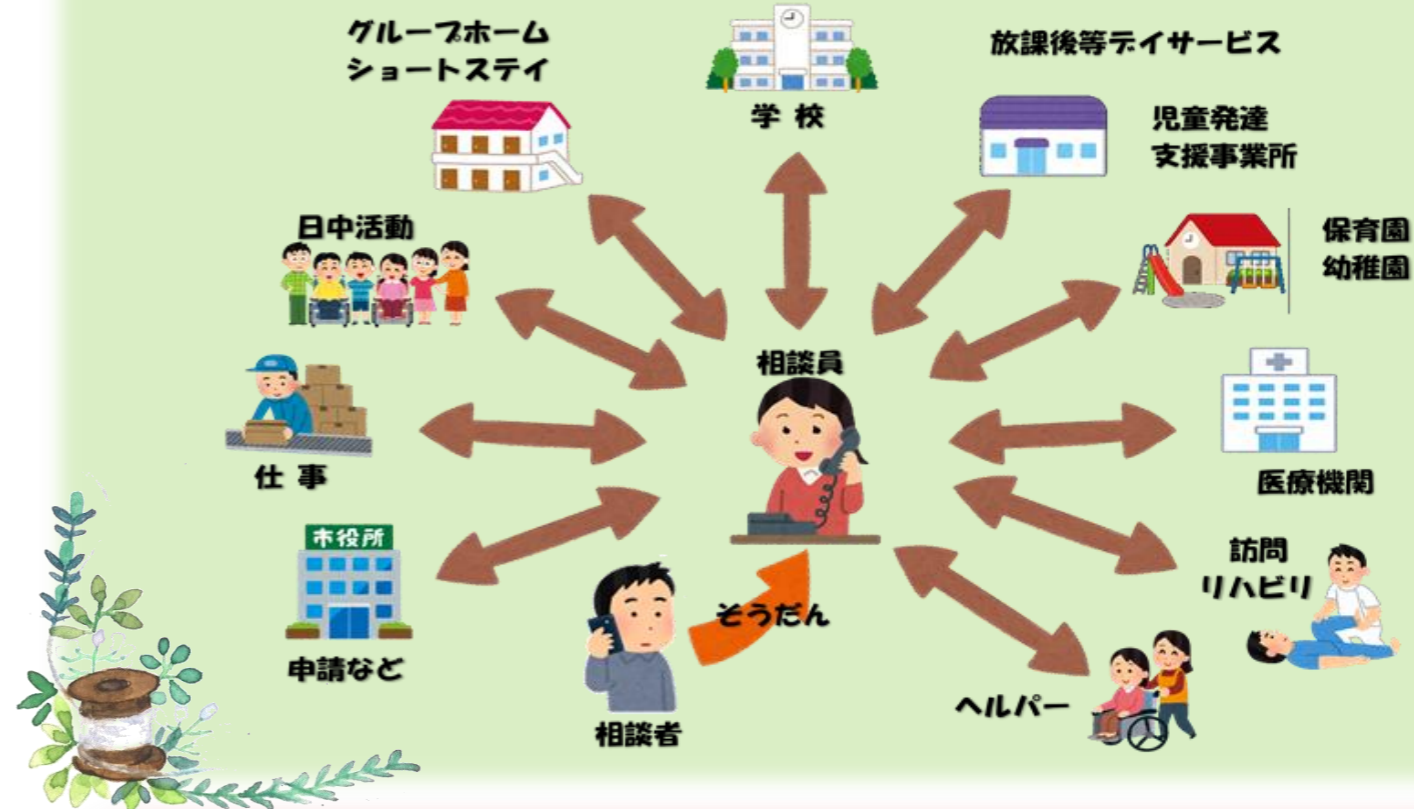 グループホーム
ショートステイ
学校
放課後等デイサービス
児童発達
支援事業所
日中活動
保育園
幼稚園
相談員
仕事
医療機関
市役所
訪問
リハビリ
そうだん
申請など
ヘルパー
相談者